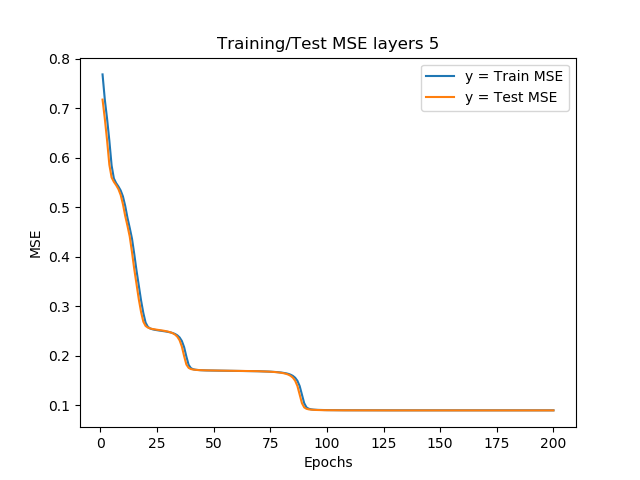 Training/Test MSE layers 5
y = Train MSE
y = Test MSE
0.8
0.7
0.6
0.5
0.4
0.3
0.2
0.1
MSE
0 25 50 75 100 125 150 175 200
Epochs